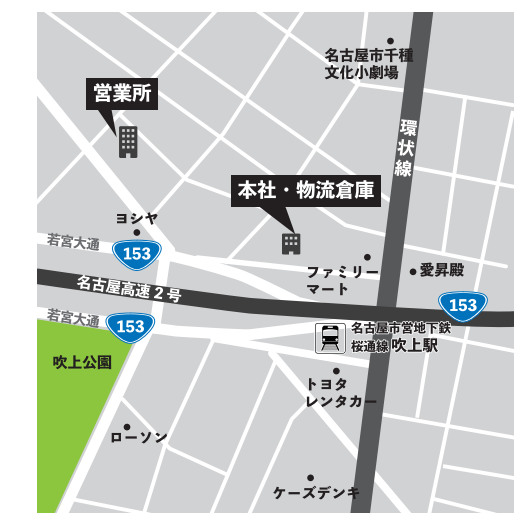 名古屋市千種
文化小劇場
営業所
環状線
本社・物流倉庫
ヨシヤ
若宮大通
153
ファミリー
マート
愛昇殿
名古屋高速2号
153
若宮大通
153
名古屋市営地下鉄
桜通線 吹上駅
吹上公園
トヨタ
レンタカー
ローソン
ケーズデンキ